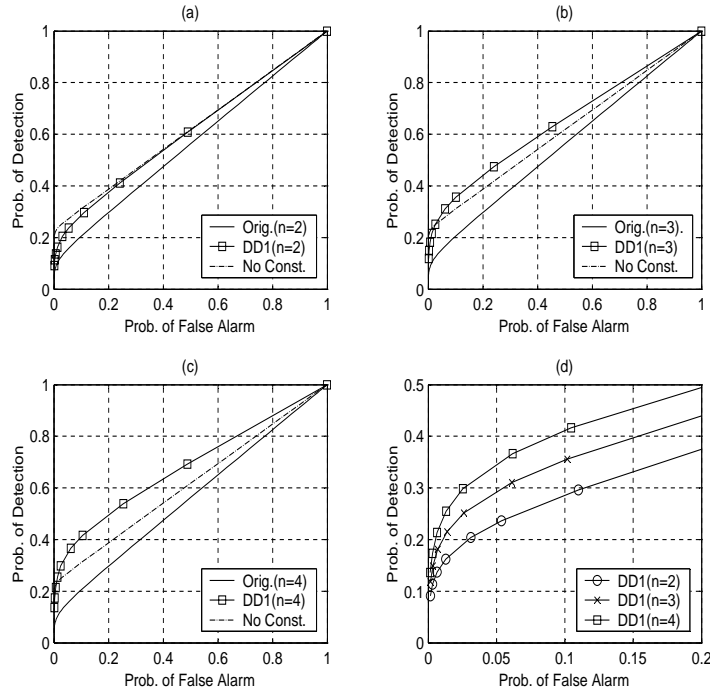 (a)
Prob. of Detection
1
0.8
0.6
0.4
0.2
0
0 0.2 0.4 0.6 0.8 1
Prob. of False Alarm
Orig.(n=2)
DD1(n=2)
No Const.
(b)
Prob. of Detection
1
0.8
0.6
0.4
0.2
0
0 0.2 0.4 0.6 0.8 1
Prob. of False Alarm
Orig.(n=3).
DD1(n=3)
No Const.
(c)
Prob. of Detection
1
0.8
0.6
0.4
0.2
0
0 0.2 0.4 0.6 0.8 1
Prob. of False Alarm
Orig.(n=4)
DD1(n=4)
No Const.
(d)
Prob. of Detection
0.5
0.4
0.3
0.2
0.1
0
0 0.05 0.1 0.15 0.2
Prob. of False Alarm
DD1(n=2)
DD1(n=3)
DD1(n=4)